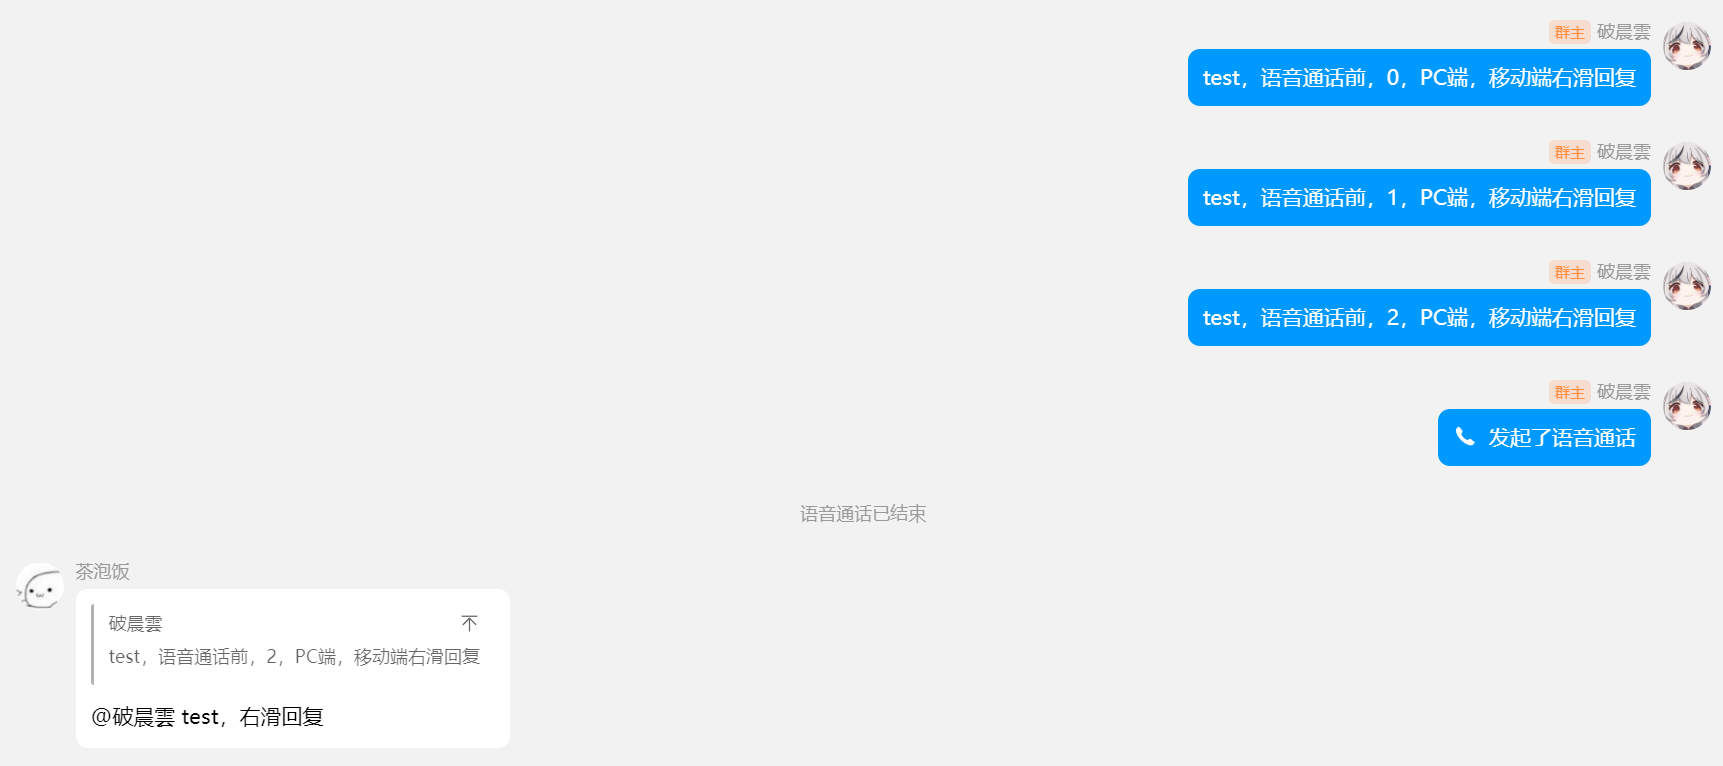 群主 破晨雲
test，语音通话前，0，PC端，移动端右滑回复
群主 破晨雲
test，语音通话前，1，PC端，移动端右滑回复
群主 破晨雲
test，语音通话前，2，PC端，移动端右滑回复
群主 破晨雲
发起了语音通话
语音通话已结束
茶泡饭
破晨雲
test，语音通话前，2，PC端，移动端右滑回复
@破晨雲 test，右滑回复